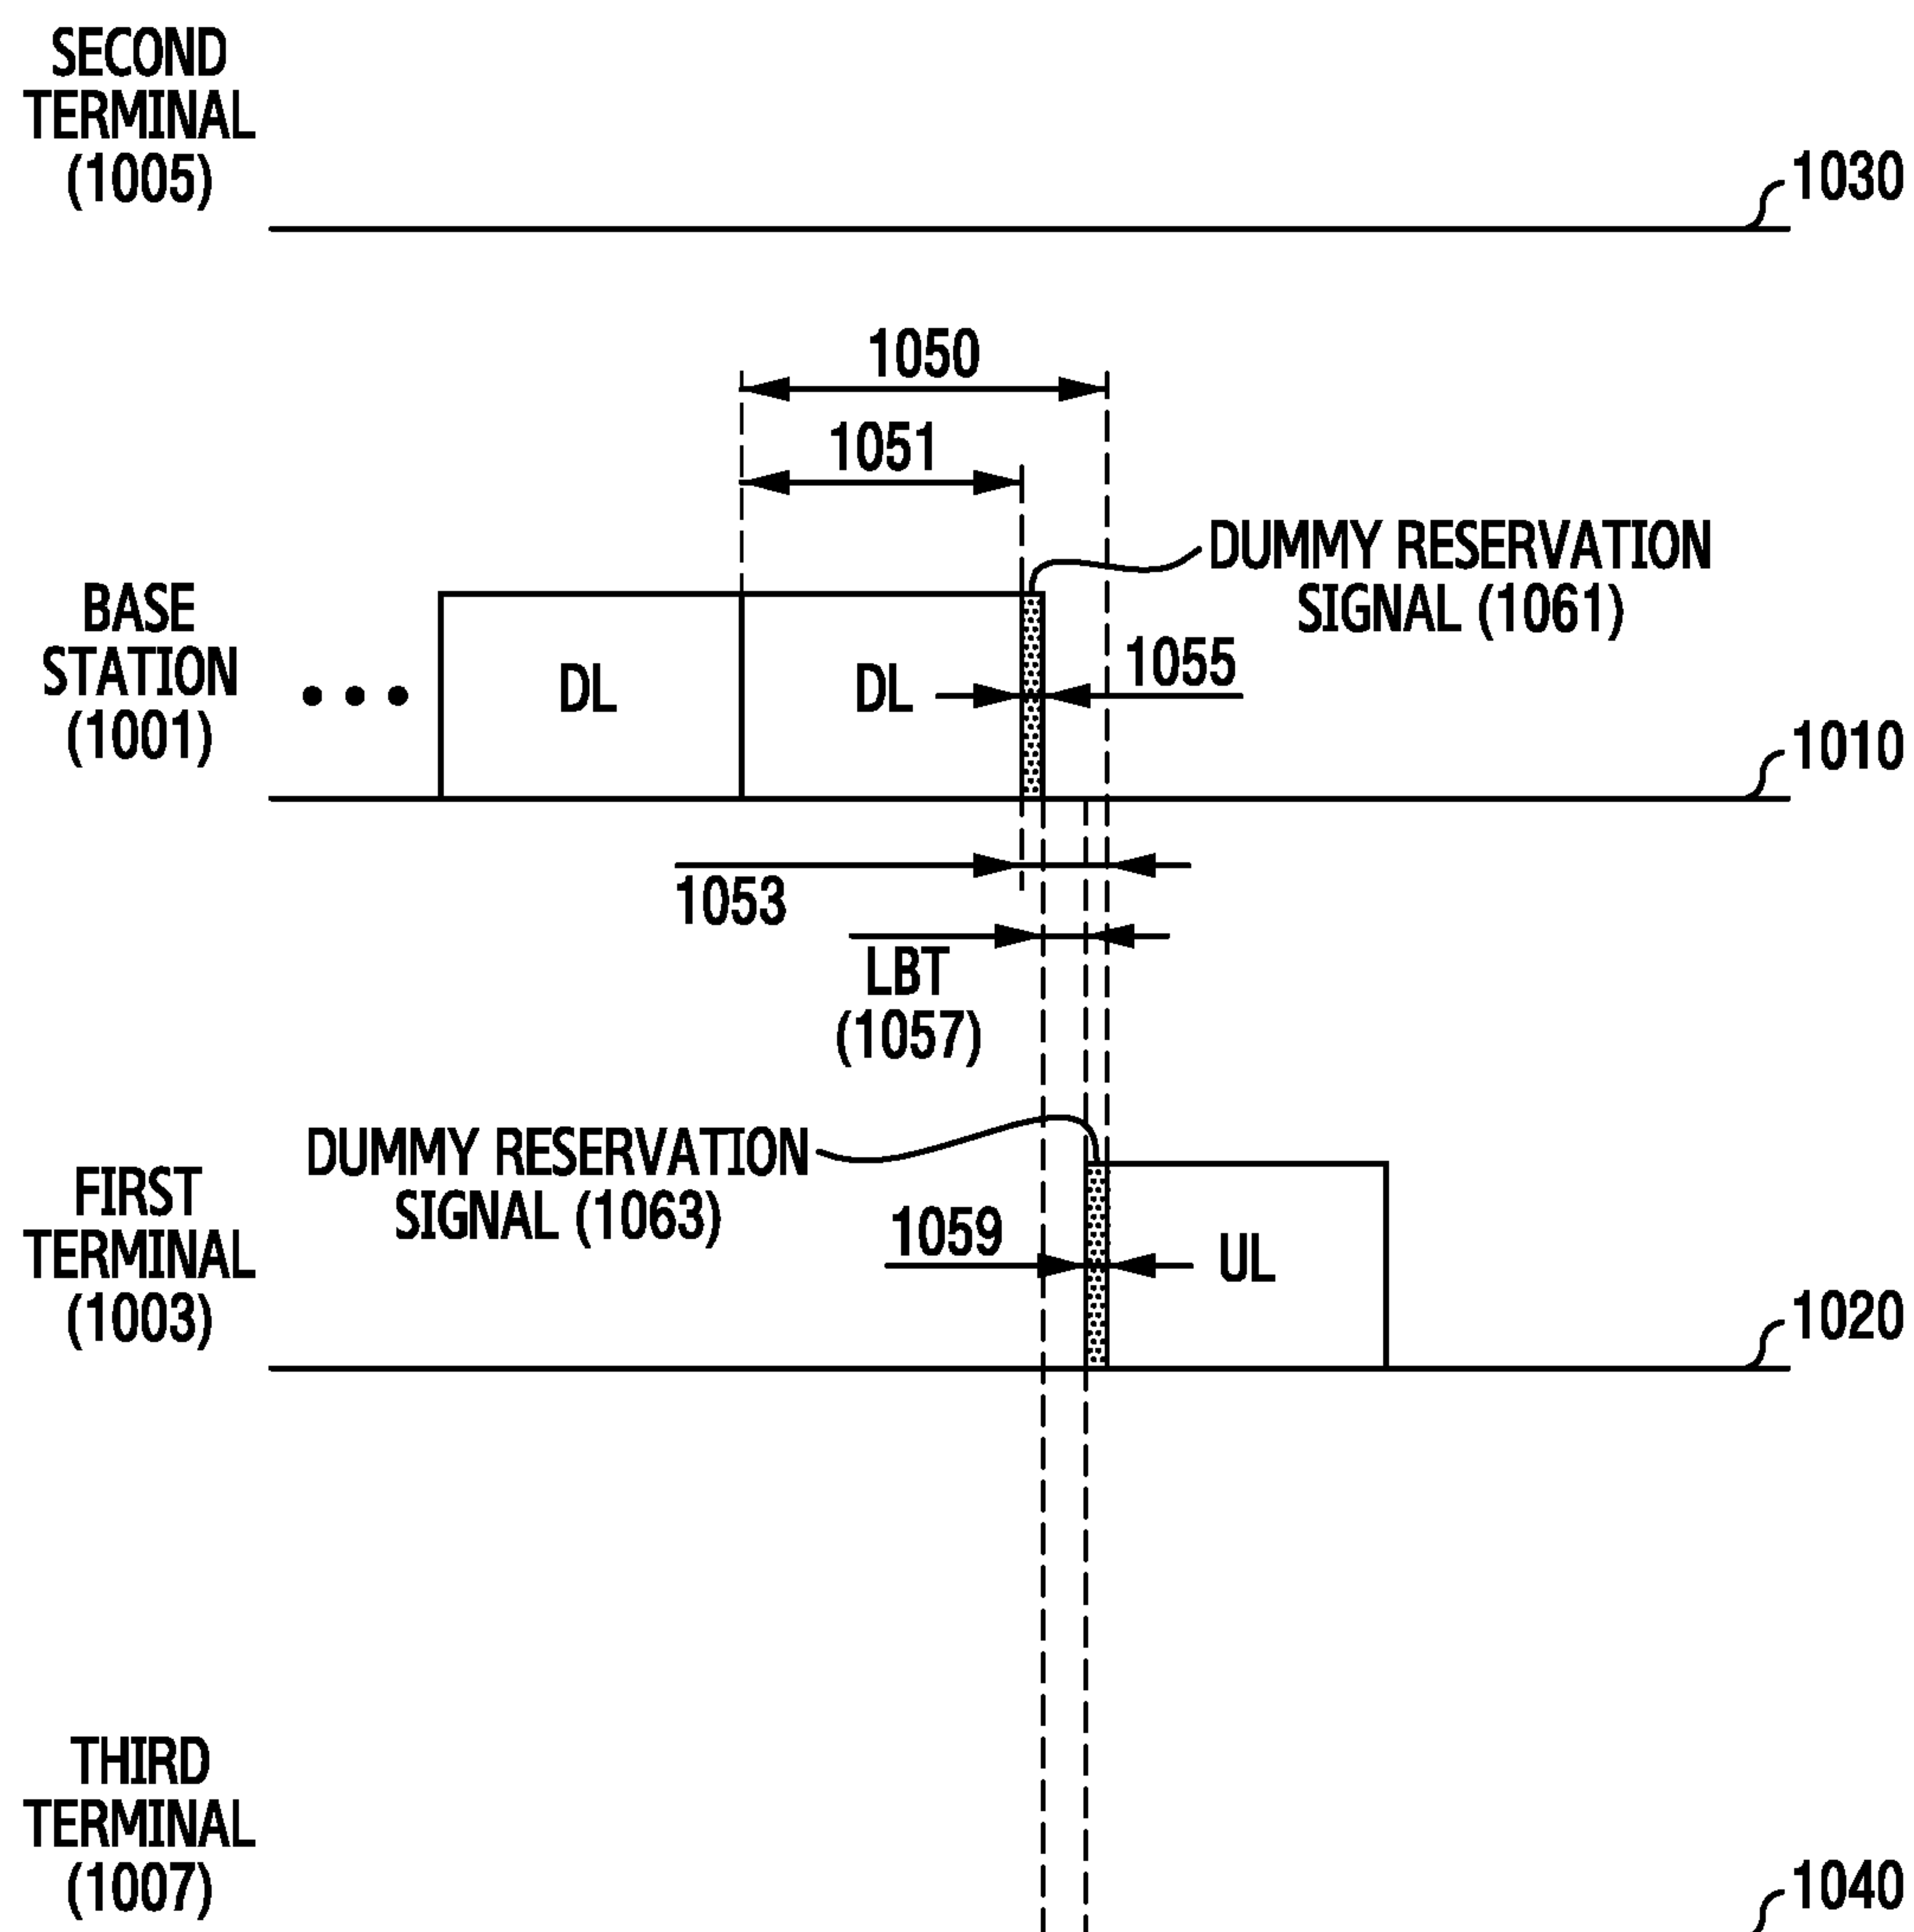 SECOND
TERMINAL
(1005)
1030
1050
1051
DUMMY RESERVATION
SIGNAL (1061)
BASE
STATION
(1001)
DL
DL
1055
1010
1053
LBT
(1057)
DUMMY RESERVATION
SIGNAL (1063)
FIRST
TERMINAL
(1003)
1059
UL
1020
THIRD
TERMINAL
(1007)
1040